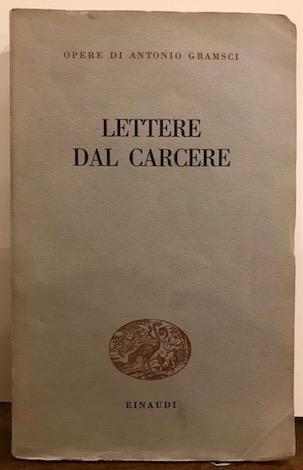 OPERE DI ANTONIO GRAMSCI
LETTERE
DAL CARCERE
EINAUDI